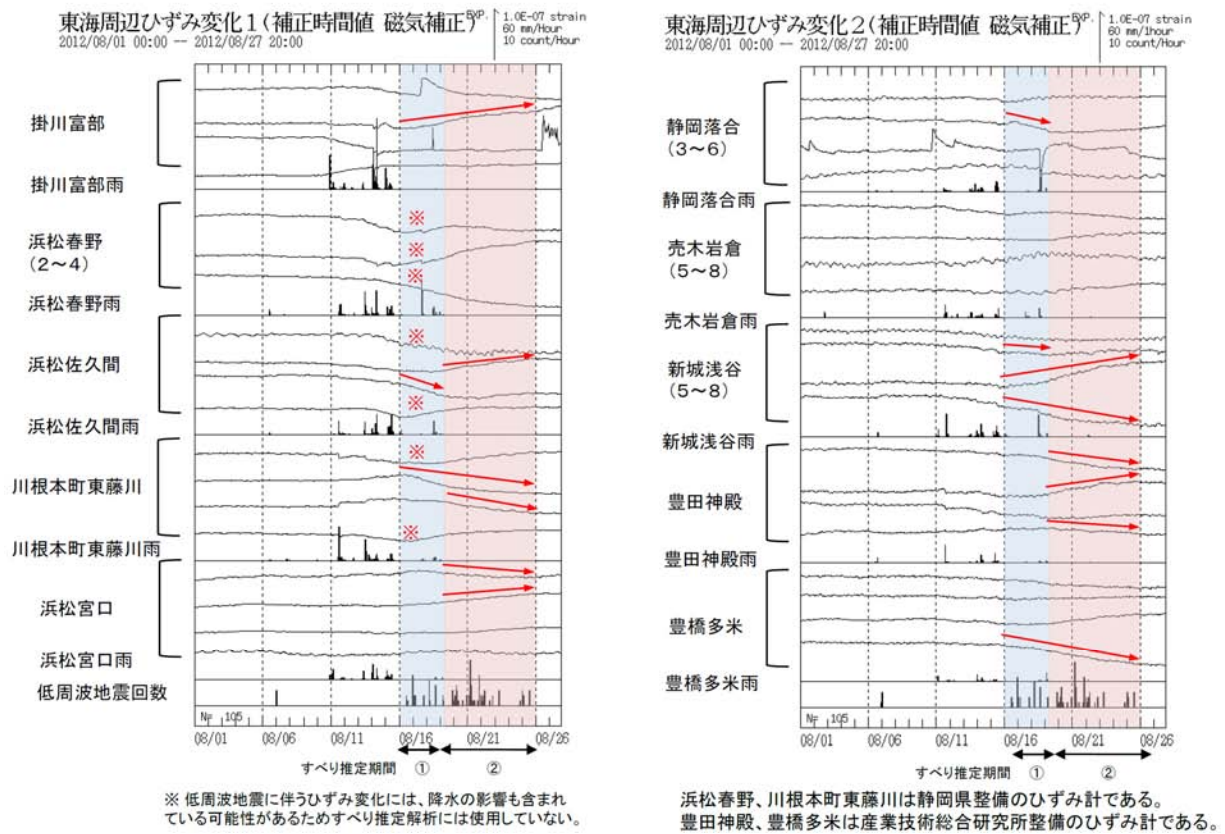 東海周辺ひずみ変化1(補正時間値 磁気補正)
EXP.
1.0E-07 strain
60 mm/Hour
10 count/Hour
2012/08/01 00:00 -- 2012/08/27 20:00
掛川富部
掛川富部雨
浜松春野
(2~4)
浜松春野雨
浜松佐久間
浜松佐久間雨
川根本町東藤川
川根本町東藤川雨
浜松宮口
浜松宮口雨
低周波地震回数
※
※
※
※
※
※
※
N= 105
08/01 08/06 08/11 08/16 08/21 08/26
すべり推定期間 ① ②
※ 低周波地震に伴うひずみ変化には、降水の影響も含まれ
ている可能性があるためすべり推定解析には使用していない。
東海周辺ひずみ変化2(補正時間値 磁気補正)
EXP.
1.0E-07 strain
60 mm/1hour
10 count/Hour
2012/08/01 00:00 -- 2012/08/27 20:00
静岡落合
(3~6)
静岡落合雨
売木岩倉
(5~8)
売木岩倉雨
新城浅谷
(5~8)
新城浅谷雨
豊田神殿
豊田神殿雨
豊橋多米
豊橋多米雨
N= 105
08/01 08/06 08/11 08/16 08/21 08/26
すべり推定期間 ① ②
浜松春野、川根本町東藤川は静岡県整備のひずみ計である。
豊田神殿、豊橋多米は産業技術総合研究所整備のひずみ計である。